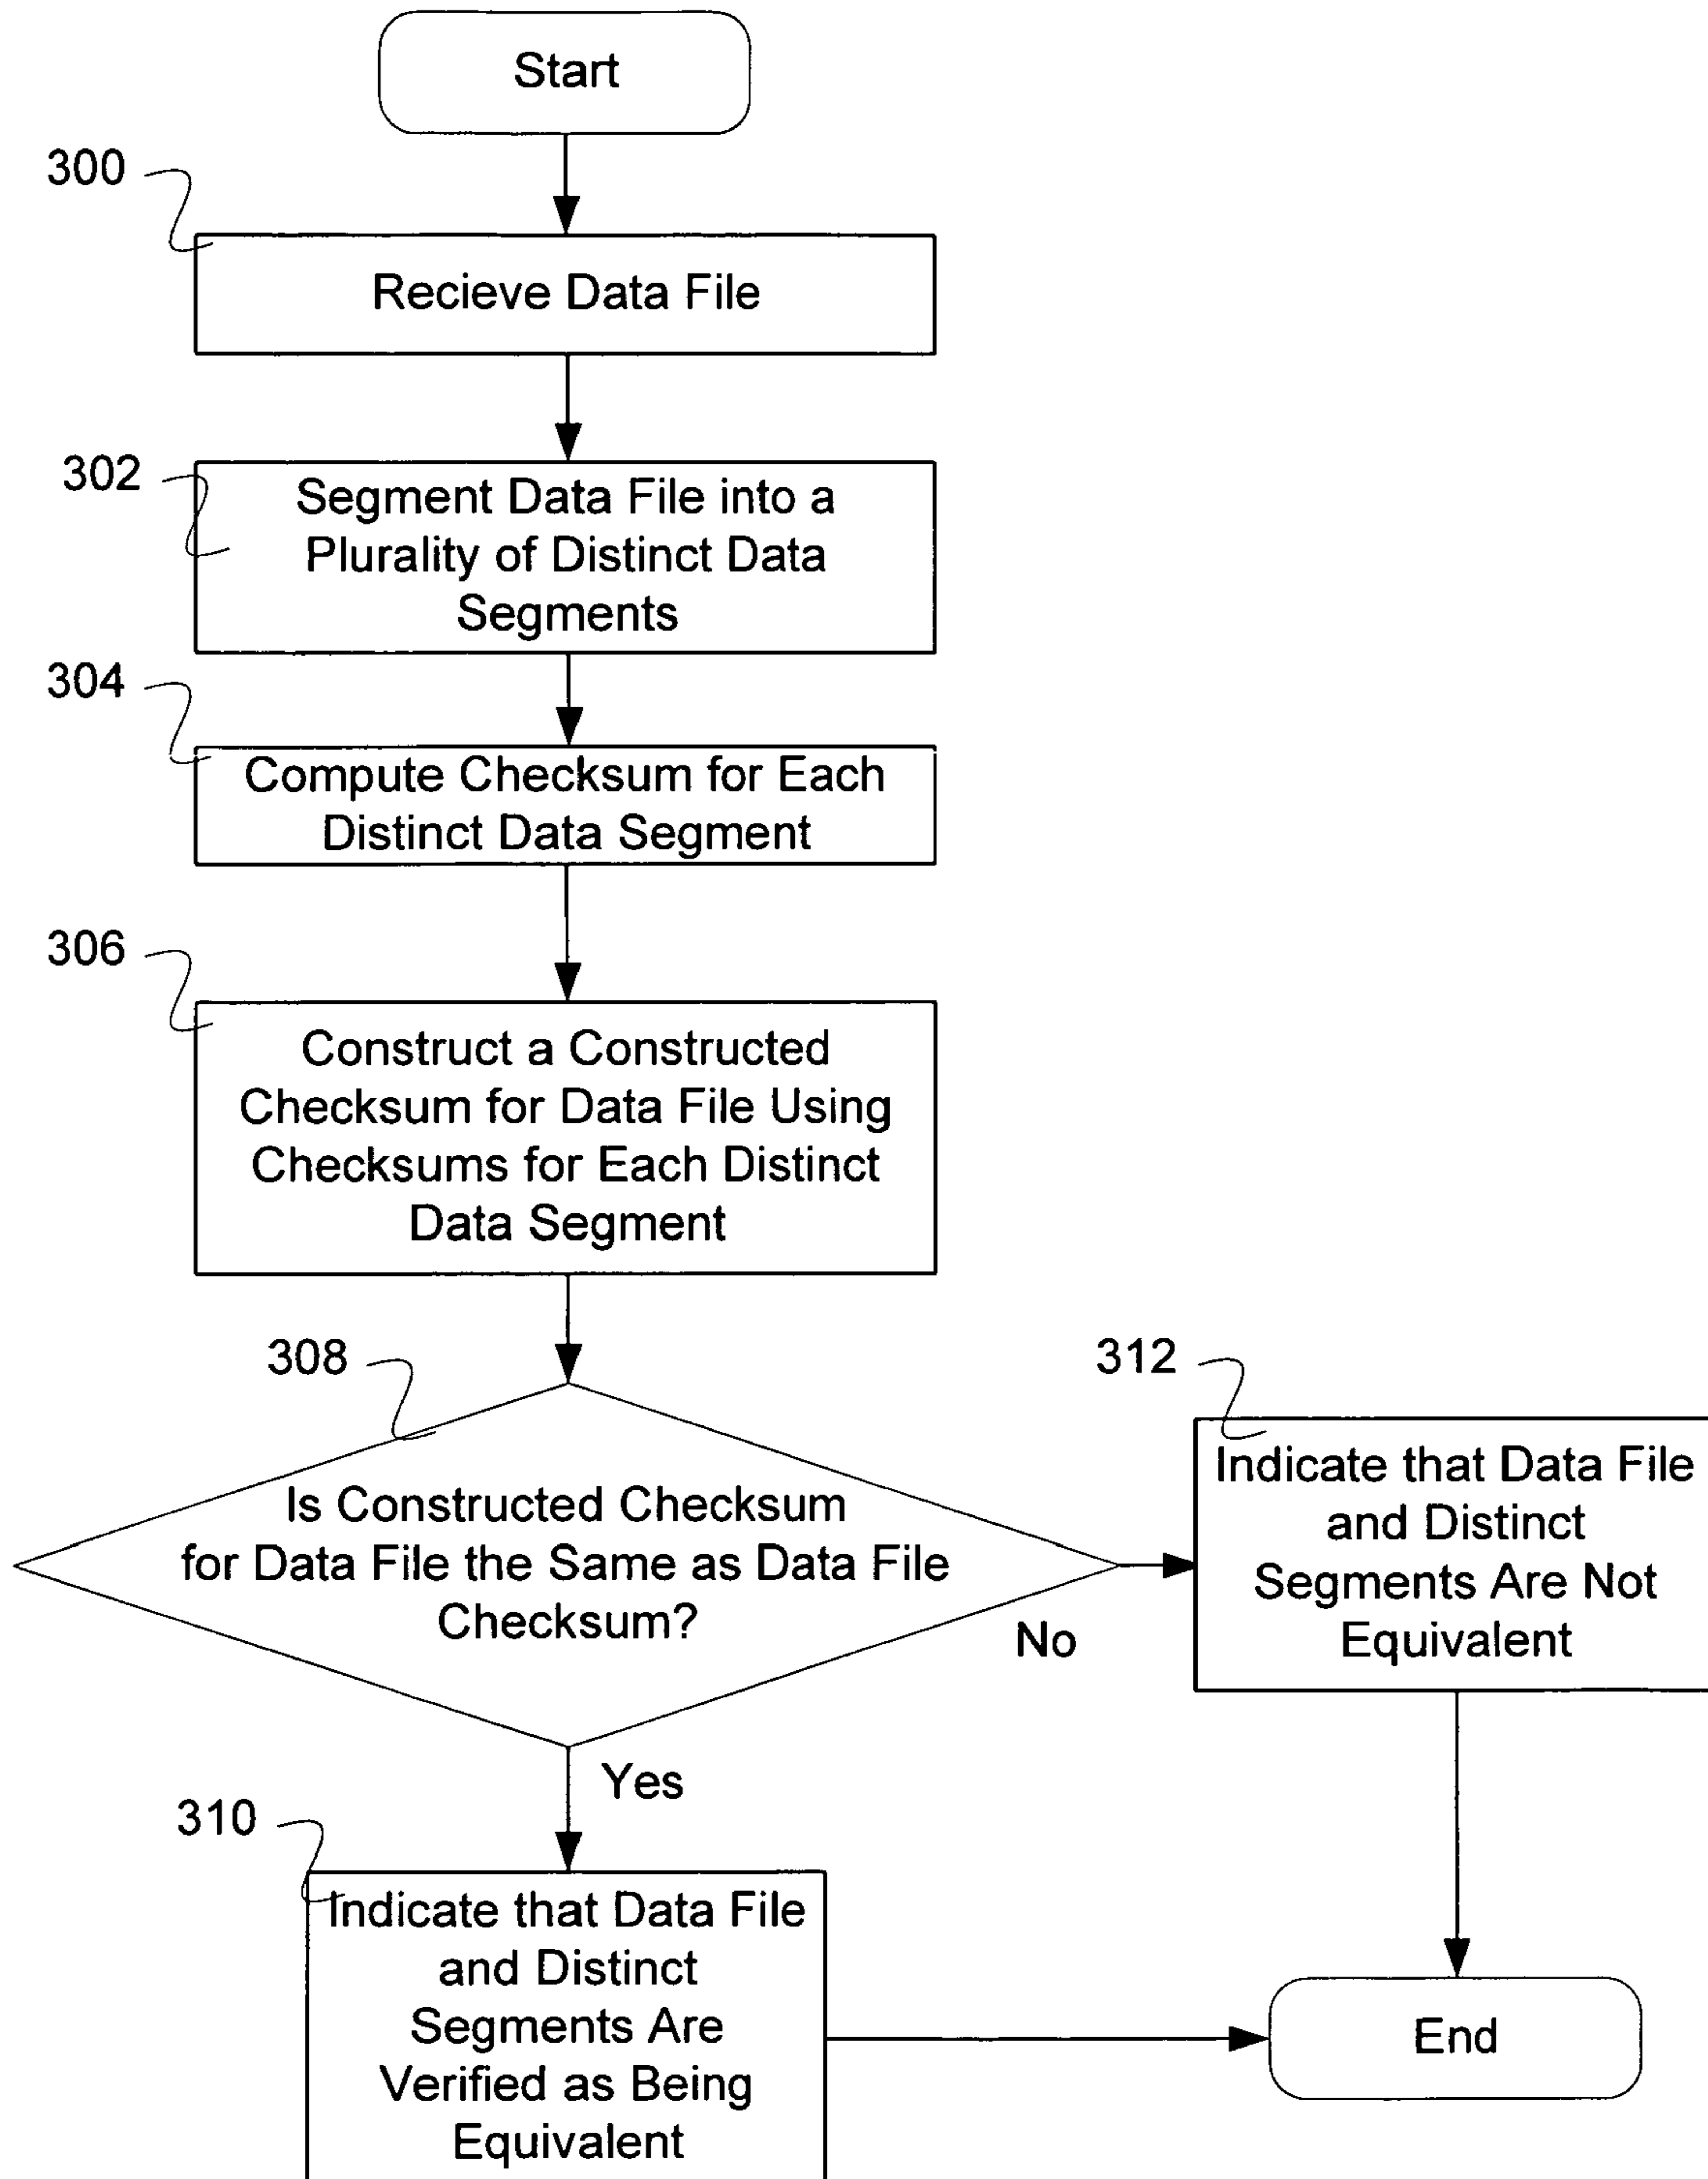 Start
300
Recieve Data File
302
Segment Data File into a
Plurality of Distinct Data
Segments
304
Compute Checksum for Each
Distinct Data Segment
306
Construct a Constructed
Checksum for Data File Using
Checksums for Each Distinct
Data Segment
308
Is Constructed Checksum
for Data File the Same as Data File
Checksum?
No
312
Indicate that Data File
and Distinct
Segments Are Not
Equivalent
Yes
310
Indicate that Data File
and Distinct
Segments Are
Verified as Being
Equivalent
End